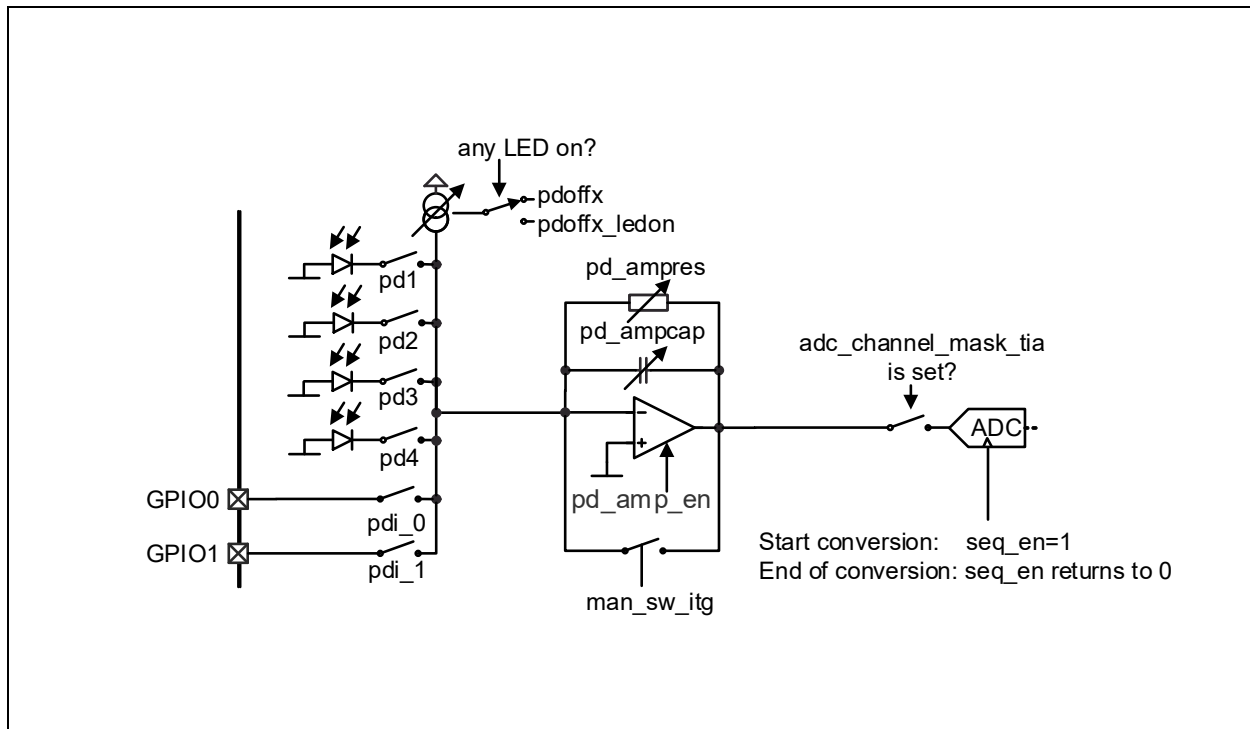 any LED on?
pdoffx
pdoffx_ledon
pd1
pd2
pd3
pd4
GPIO0
pdi_0
GPIO1
pdi_1
pd_ampres
pd_ampcap
pd_amp_en
man_sw_itg
adc_channel_mask_tia
is set?
ADC
Start conversion: seq_en=1
End of conversion: seq_en returns to 0